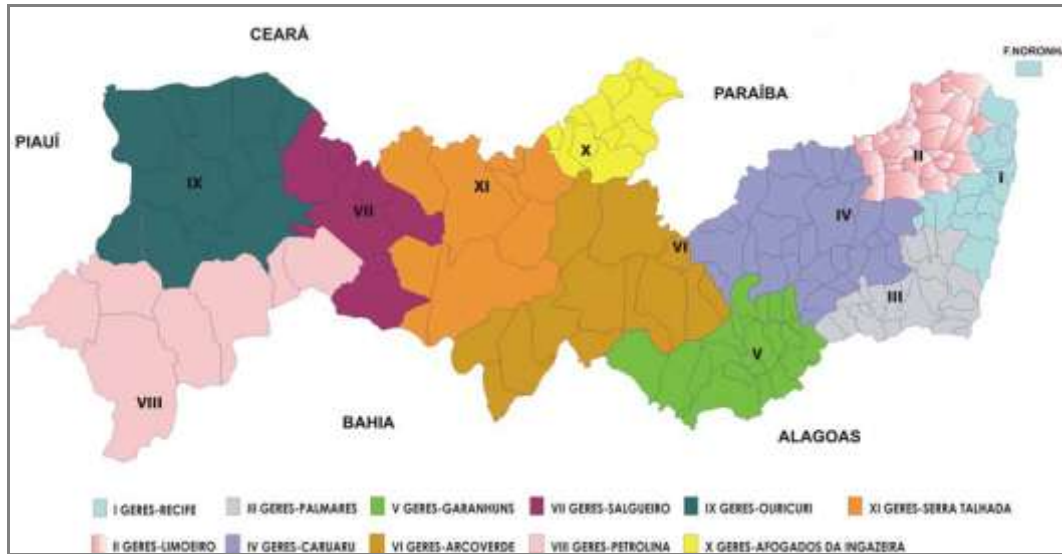 CEARÁ
F.NORONHA
PARAÍBA
PIAUÍ
X
II
I
IX
XI
VII
IV
VI
III
V
VIII
BAHIA
ALAGOAS
I GERES-RECIFE
III GERES-PALMARES
V GERES-GARANHUNS
VII GERES-SALGUEIRO
IX GERES-OURICURI
XI GERES-SERRA TALHADA
II GERES-LIMOEIRO
IV GERES-CARUARU
VI GERES-ARCOVERDE
VIII GERES-PETROLINA
X GERES-AFOGADOS DA INGAZEIRA